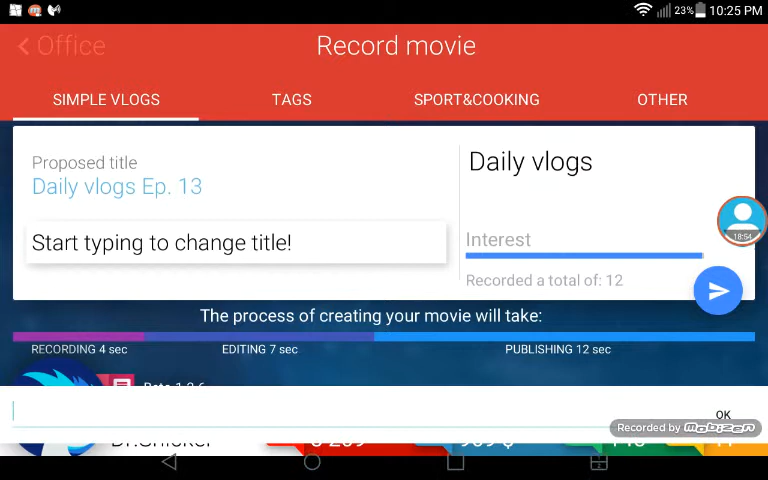 23% 10:25 PM
Office
Record movie
SIMPLE VLOGS
TAGS
SPORT&COOKING
OTHER
Proposed title
Daily vlogs Ep. 13
Start typing to change title!
Daily vlogs
Interest
Recorded a total of: 12
18:54
The process of creating your movie will take:
RECORDING 4 sec
EDITING 7 sec
PUBLISHING 12 sec
OK
Recorded by mobizen